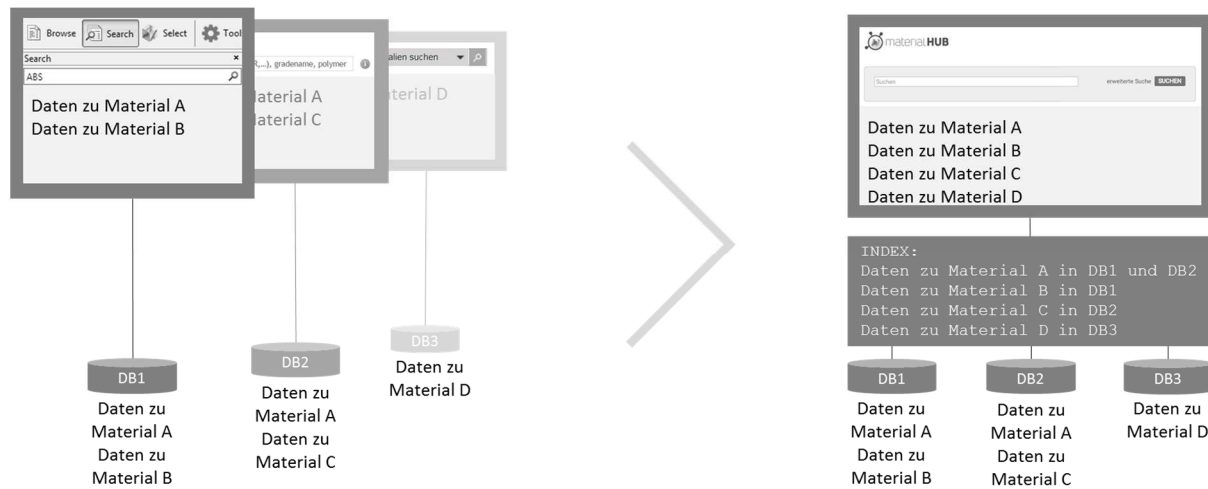 Browse Search Select Tool
Search ×
ABS
Daten zu Material A
Daten zu Material B
R,...), gradename, polymer
laterial A
laterial C
alien suchen
terial D
DB1
Daten zu
Material A
Daten zu
Material B
DB2
Daten zu
Material A
Daten zu
Material C
DB3
Daten zu
Material D
materialHUB
Suchen
erweiterte Suche SUCHEN
Daten zu Material A
Daten zu Material B
Daten zu Material C
Daten zu Material D
INDEX:
Daten zu Material A in DB1 und DB2
Daten zu Material B in DB1
Daten zu Material C in DB2
Daten zu Material D in DB3
DB1
Daten zu
Material A
Daten zu
Material B
DB2
Daten zu
Material A
Daten zu
Material C
DB3
Daten zu
Material D